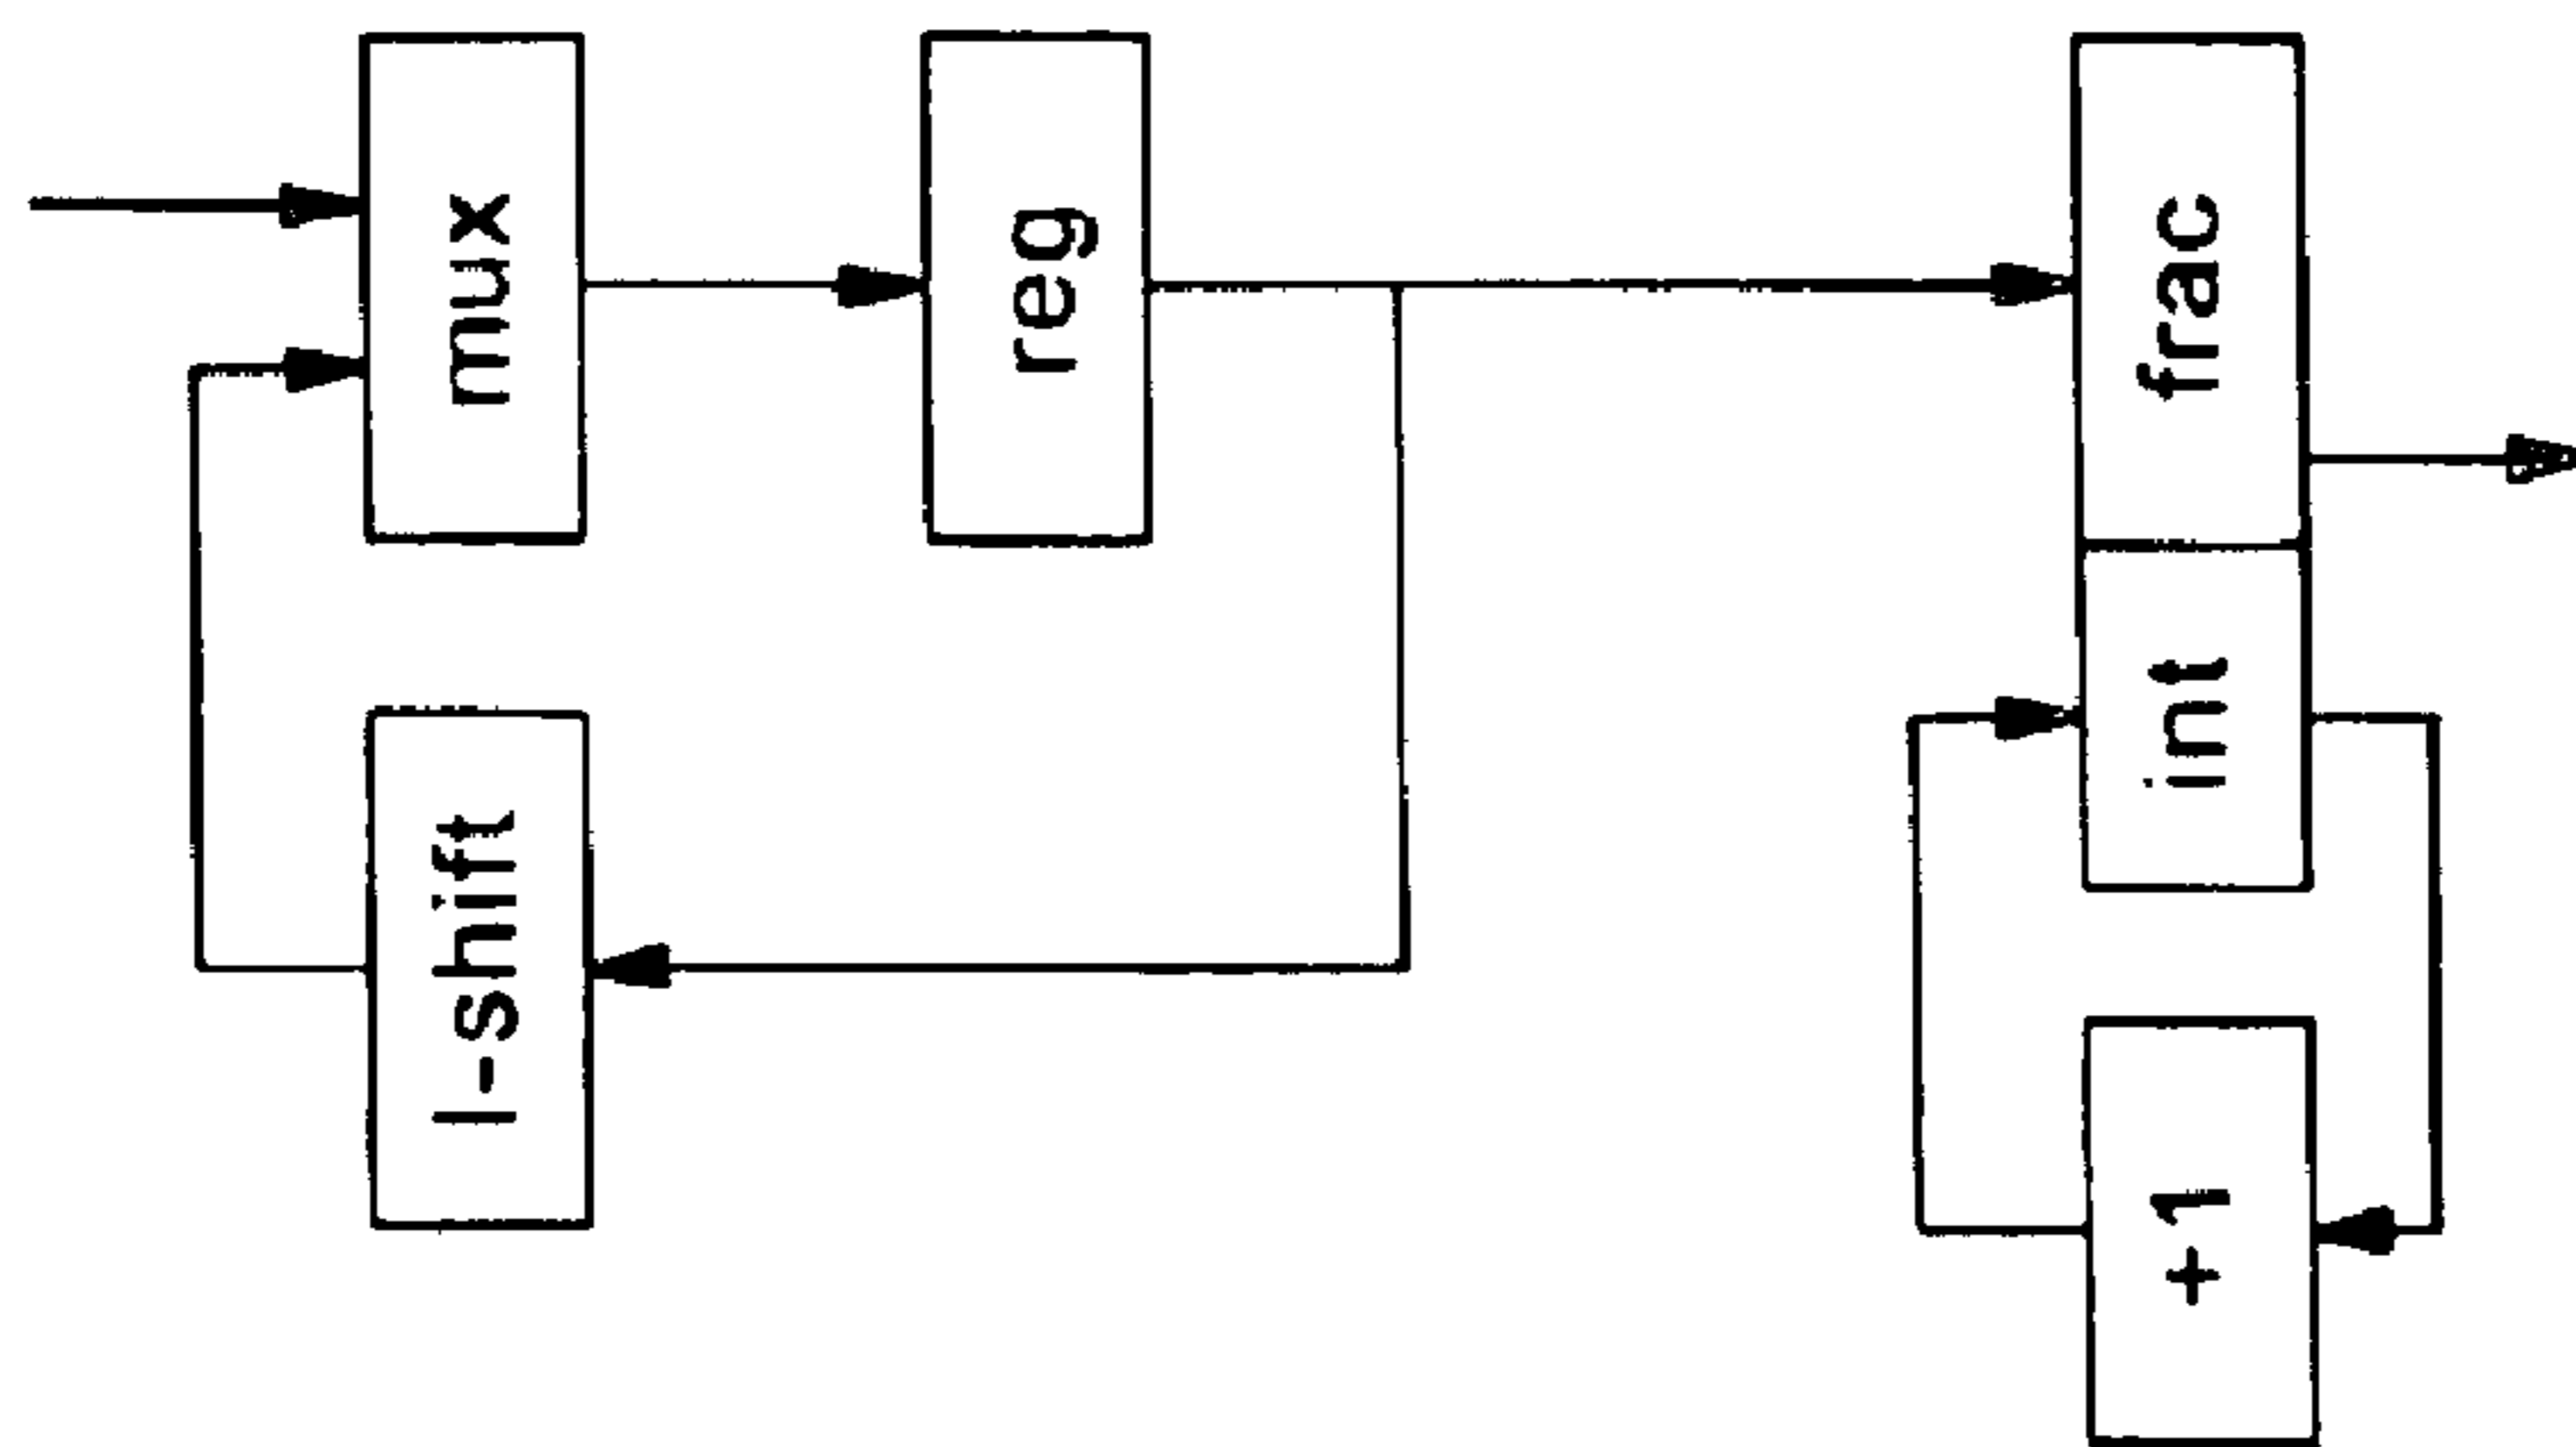 mux
reg
l-shift
frac
int
+1